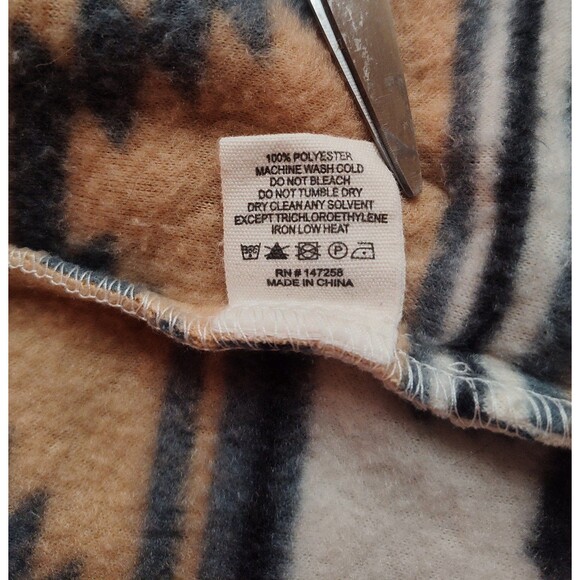 100% POLYESTER
MACHINE WASH COLD
DO NOT BLEACH
DO NOT TUMBLE DRY
DRY CLEAN ANY SOLVENT
EXCEPT TRICHLOROETHYLENE
IRON LOW HEAT
RN # 147258
MADE IN CHINA